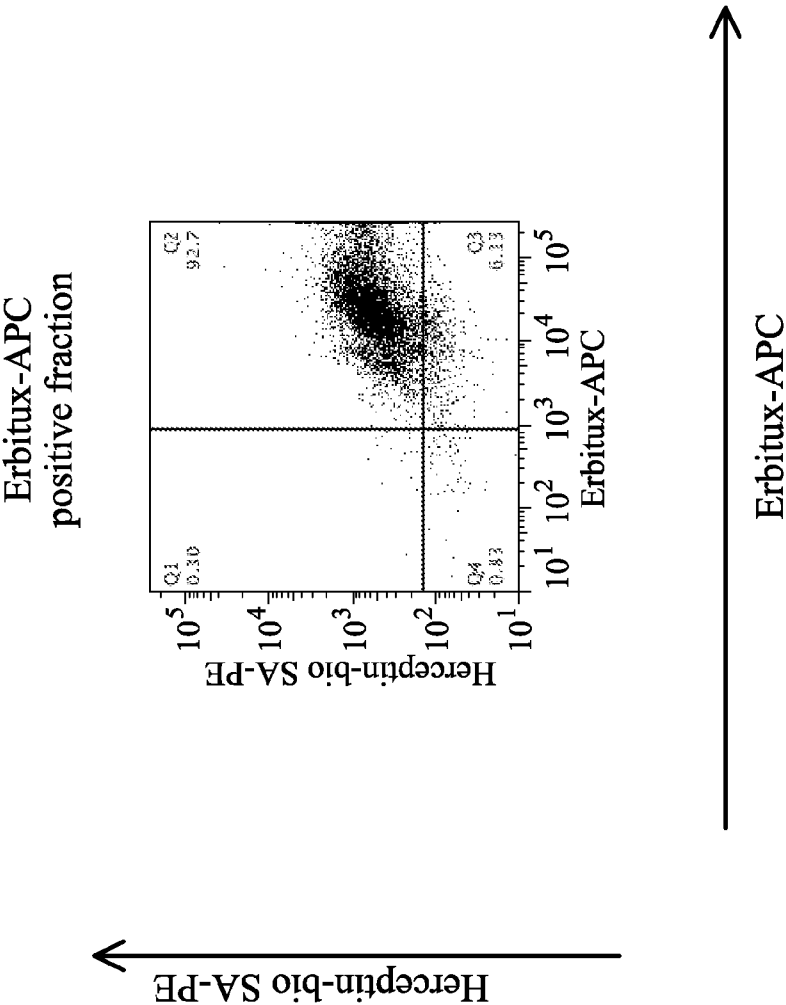 Erbitux-APC
positive fraction
Q1
0.30
Q2
92.7
Q3
6.13
Q4
0.83
10^5
10^4
10^3
10^2
10^1
Herceptin-bio SA-PE
10^1
10^2
10^3
10^4
10^5
Erbitux-APC
Erbitux-APC
Herceptin-bio SA-PE